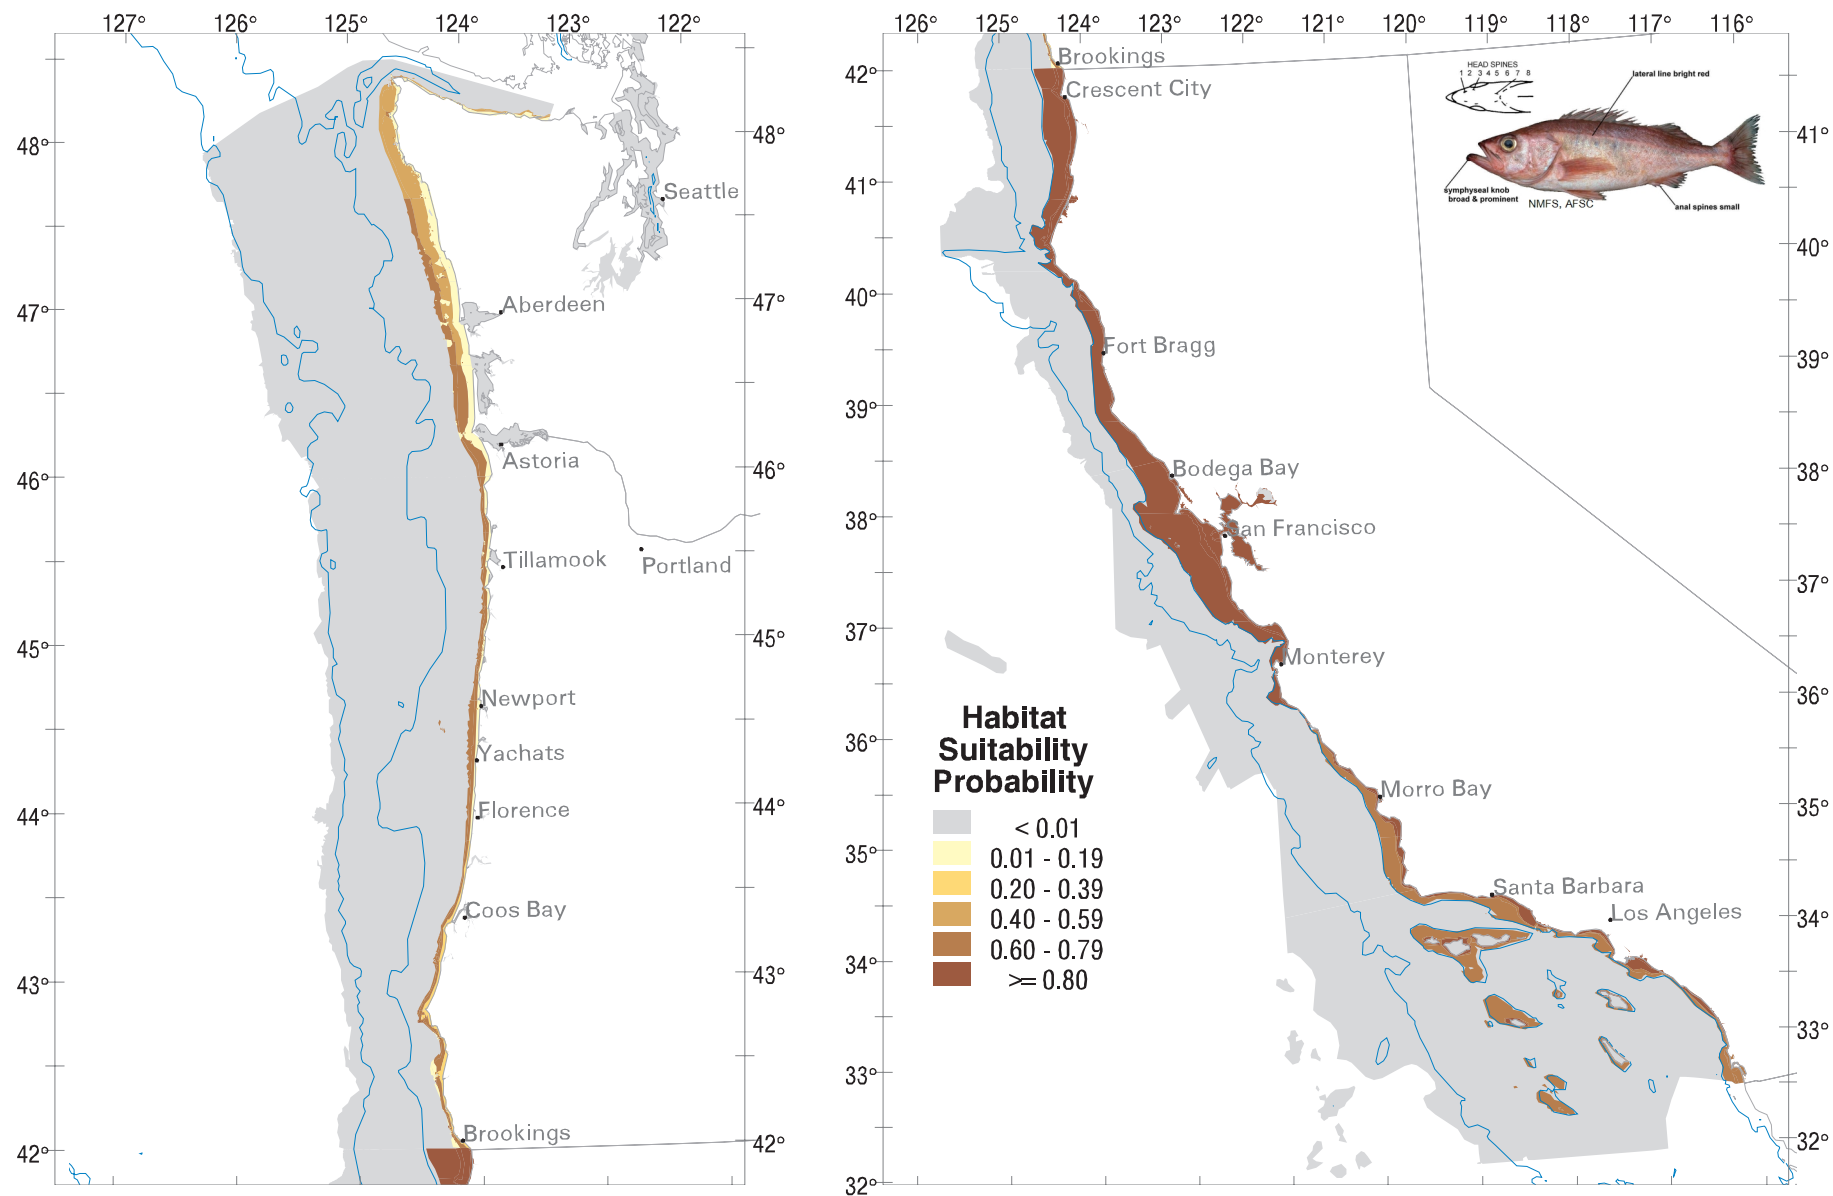 127° 126° 125° 124° 123° 122°
48°
47°
46°
45°
44°
43°
42°
48°
47°
46°
45°
44°
43°
42°
Seattle
Aberdeen
Astoria
Tillamook
Portland
Newport
Yachats
Florence
Coos Bay
Brookings
126° 125° 124° 123° 122° 121° 120° 119° 118° 117° 116°
42°
41°
40°
39°
38°
37°
36°
35°
34°
33°
32°
41°
40°
39°
38°
37°
36°
35°
34°
33°
32°
Brookings
Crescent City
Fort Bragg
Bodega Bay
San Francisco
Monterey
Morro Bay
Santa Barbara
Los Angeles
HEAD SPINES
1 2 3 4 5 6 7 8
lateral line bright red
symphyseal knob
broad & prominent
NMFS, AFSC
anal spines small
Habitat
Suitability
Probability
< 0.01
0.01 - 0.19
0.20 - 0.39
0.40 - 0.59
0.60 - 0.79
>= 0.80